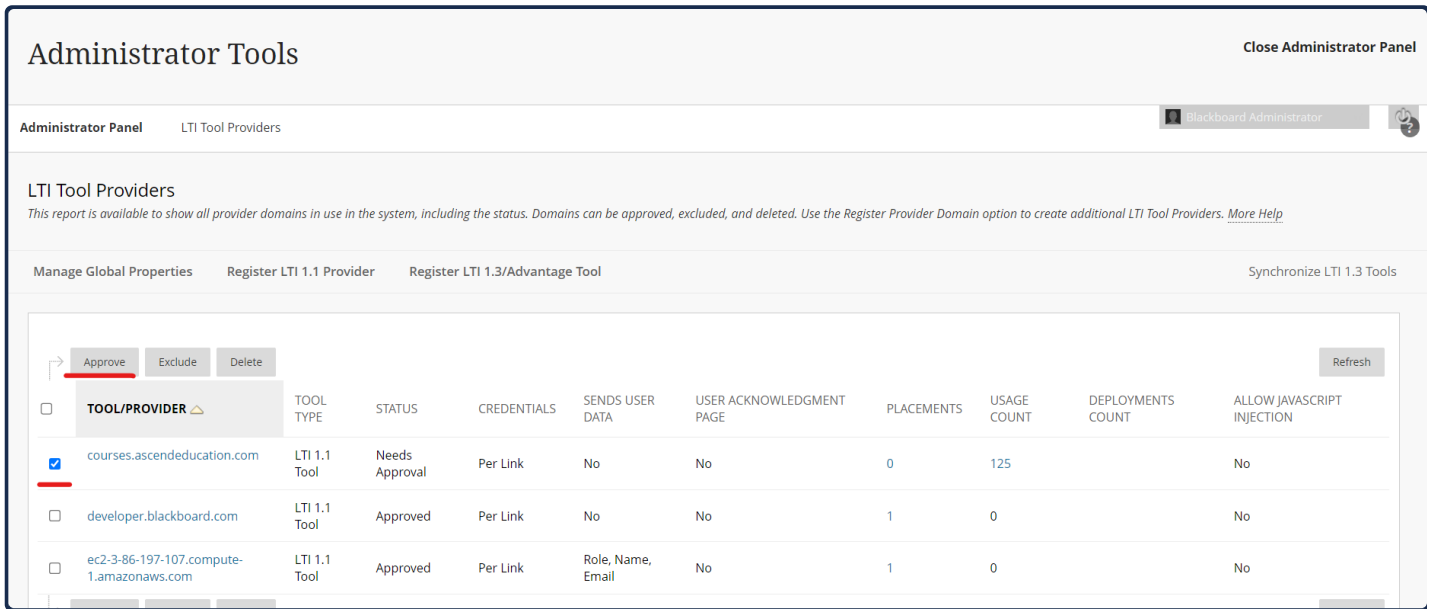 Administrator Tools
Close Administrator Panel
Administrator Panel
LTI Tool Providers
Blackboard Administrator
?
LTI Tool Providers
This report is available to show all provider domains in use in the system, including the status. Domains can be approved, excluded, and deleted. Use the Register Provider Domain option to create additional LTI Tool Providers. More Help
Manage Global Properties
Register LTI 1.1 Provider
Register LTI 1.3/Advantage Tool
Synchronize LTI 1.3 Tools
Approve
Exclude
Delete
Refresh
TOOL/PROVIDER
TOOL
TYPE
STATUS
CREDENTIALS
SENDS USER
DATA
USER ACKNOWLEDGMENT
PAGE
PLACEMENTS
USAGE
COUNT
DEPLOYMENTS
COUNT
ALLOW JAVASCRIPT
INJECTION
courses.ascendeducation.com
LTI 1.1
Tool
Needs
Approval
Per Link
No
No
0
125
No
developer.blackboard.com
LTI 1.1
Tool
Approved
Per Link
No
No
1
0
No
ec2-3-86-197-107.compute-
1.amazonaws.com
LTI 1.1
Tool
Approved
Per Link
Role, Name,
Email
No
1
0
No